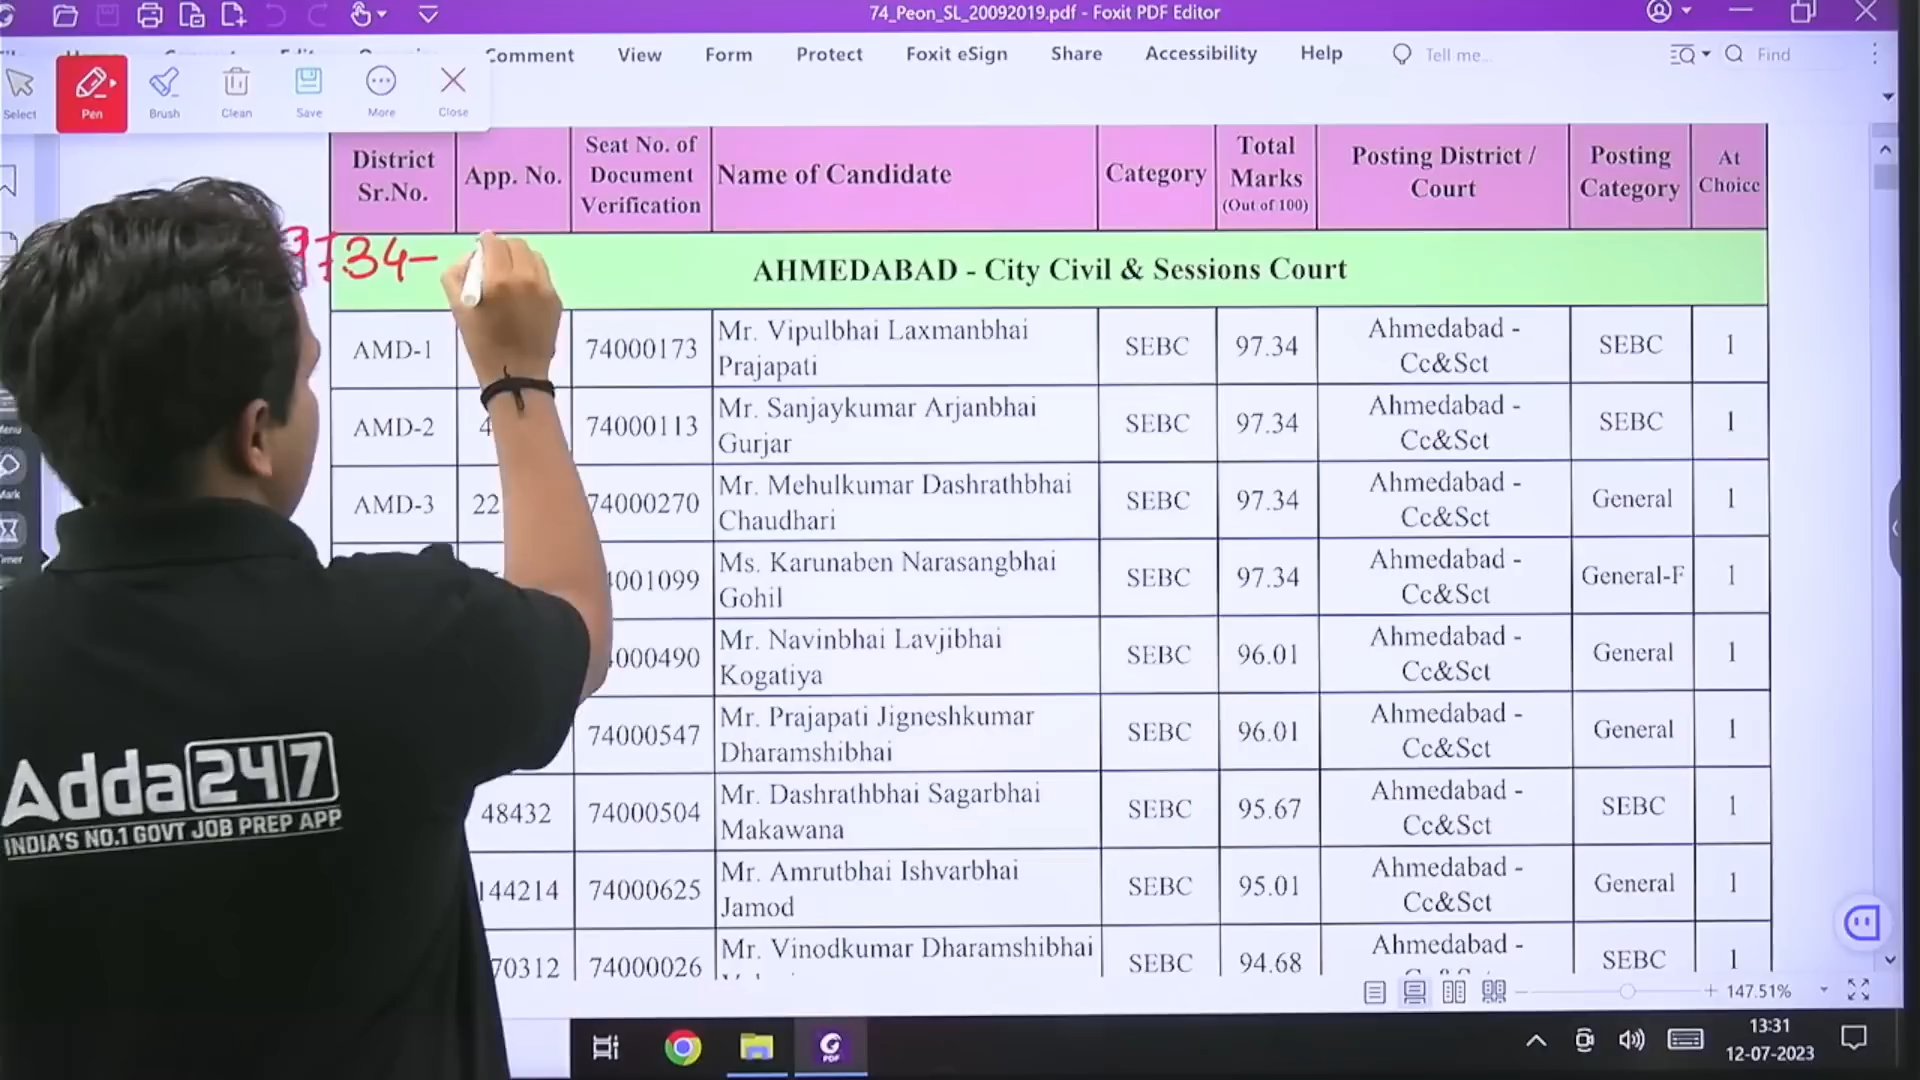 74_Peon_SL_20092019.pdf - Foxit PDF Editor
Comment View Form Protect Foxit eSign Share Accessibility Help Tell me... Find
Select Pen Brush Clean Save More Close
District Sr.No. App. No. Seat No. of Document Verification Name of Candidate Category Total Marks (Out of 100) Posting District / Court Posting Category At Choice
9734-
AHMEDABAD - City Civil & Sessions Court
AMD-1 74000173 Mr. Vipulbhai Laxmanbhai Prajapati SEBC 97.34 Ahmedabad - Cc&Sct SEBC 1
AMD-2 4 74000113 Mr. Sanjaykumar Arjanbhai Gurjar SEBC 97.34 Ahmedabad - Cc&Sct SEBC 1
AMD-3 22 74000270 Mr. Mehulkumar Dashrathbhai Chaudhari SEBC 97.34 Ahmedabad - Cc&Sct General 1
001099 Ms. Karunaben Narasangbhai Gohil SEBC 97.34 Ahmedabad - Cc&Sct General-F 1
000490 Mr. Navinbhai Lavjibhai Kogatiya SEBC 96.01 Ahmedabad - Cc&Sct General 1
74000547 Mr. Prajapati Jigneshkumar Dharamshibhai SEBC 96.01 Ahmedabad - Cc&Sct General 1
48432 74000504 Mr. Dashrathbhai Sagarbhai Makawana SEBC 95.67 Ahmedabad - Cc&Sct SEBC 1
144214 74000625 Mr. Amrutbhai Ishvarbhai Jamod SEBC 95.01 Ahmedabad - Cc&Sct General 1
70312 74000026 Mr. Vinodkumar Dharamshibhai SEBC 94.68 Ahmedabad - SEBC 1
Menu
Mark
Timer
Adda247
INDIA'S NO.1 GOVT JOB PREP APP
147.51%
13:31
12-07-2023